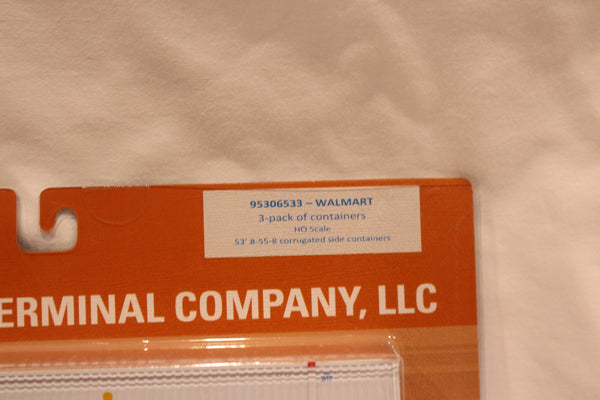 95306533 – WALMART
3-pack of containers
HO Scale
53' 8-55-8 corrugated side containers
ERMINAL COMPANY, LLC